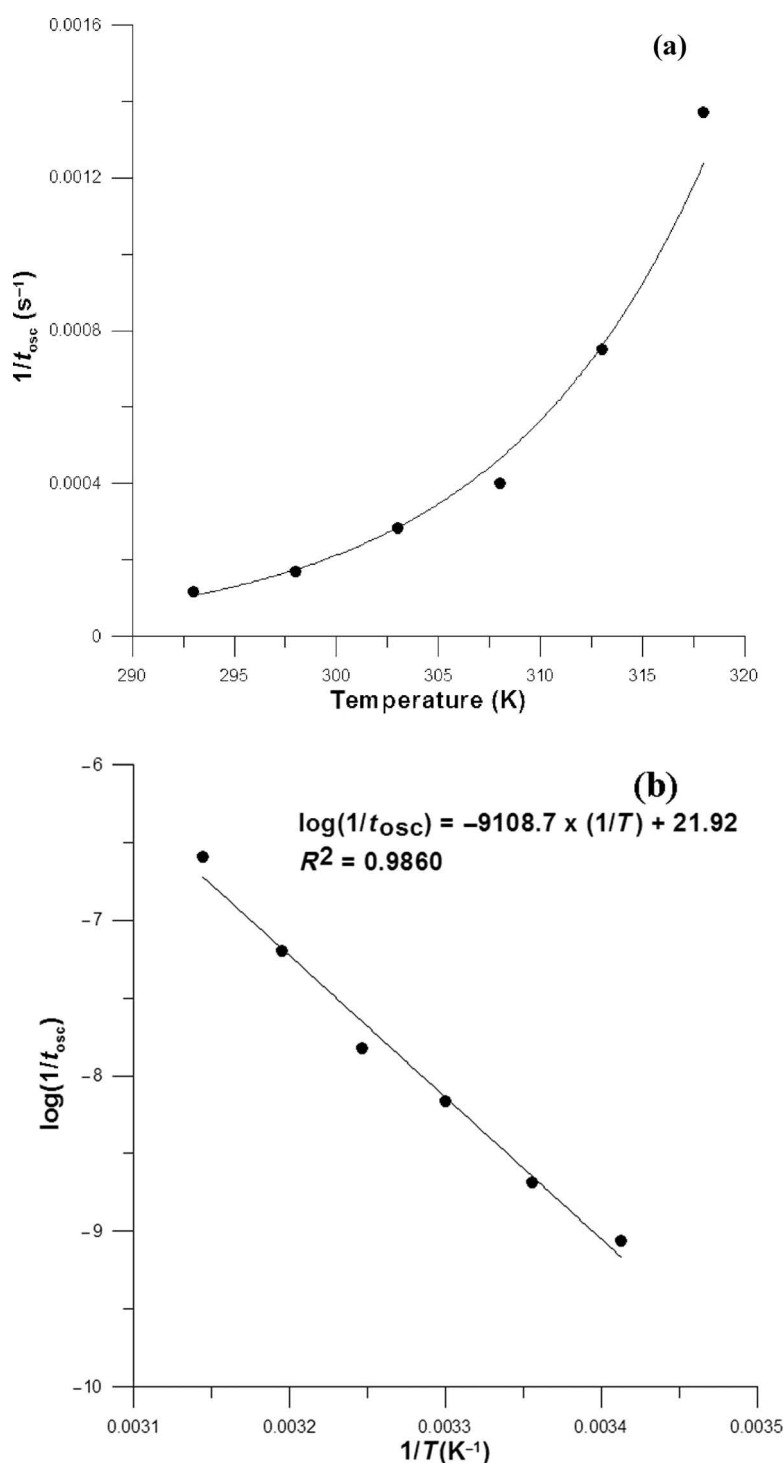 (a)
0.0016
0.0012
0.0008
0.0004
0
1/tosc (s−1)
290 295 300 305 310 315 320
Temperature (K)
(b)
log(1/tosc) = −9108.7 x (1/T) + 21.92
R2 = 0.9860
−6
−7
−8
−9
−10
log(1/tosc)
0.0031 0.0032 0.0033 0.0034 0.0035
1/T(K−1)